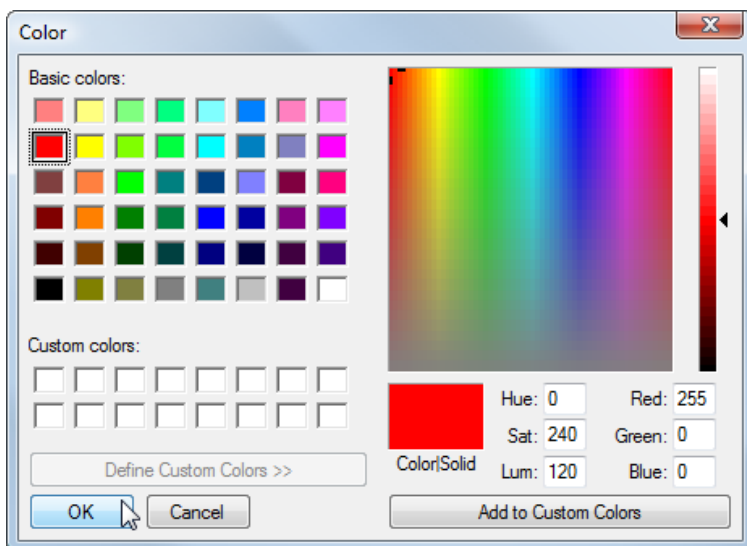 Color
Basic colors:
Custom colors:
Define Custom Colors >>
OK Cancel
Color|Solid
Hue: 0 Red: 255
Sat: 240 Green: 0
Lum: 120 Blue: 0
Add to Custom Colors